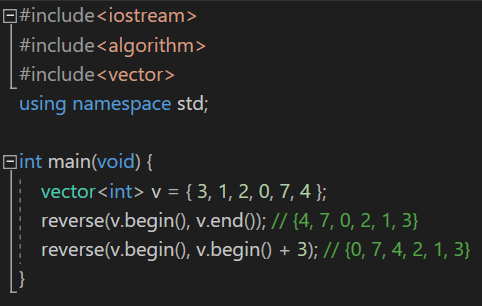 #include<iostream>
#include<algorithm>
#include<vector>
using namespace std;
int main(void) {
vector<int> v = { 3, 1, 2, 0, 7, 4 };
reverse(v.begin(), v.end()); // {4, 7, 0, 2, 1, 3}
reverse(v.begin(), v.begin() + 3); // {0, 7, 4, 2, 1, 3}
}